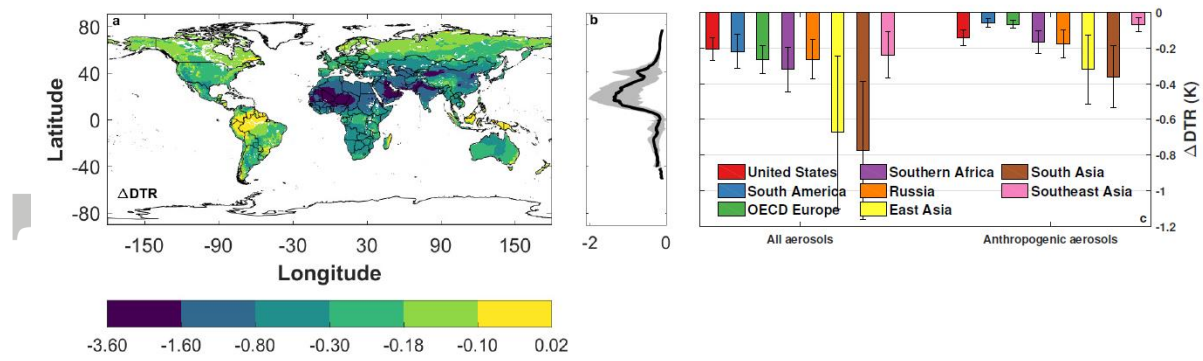 a
80
40
0
-40
-80
Latitude
ΔDTR
-150
-90
-30
30
90
150
Longitude
-3.60
-1.60
-0.80
-0.30
-0.18
-0.10
0.02
b
-2
0
0
-0.2
-0.4
-0.6
-0.8
-1
-1.2
Δ DTR (K)
United States
South America
OECD Europe
Southern Africa
Russia
East Asia
South Asia
Southeast Asia
c
All aerosols
Anthropogenic aerosols